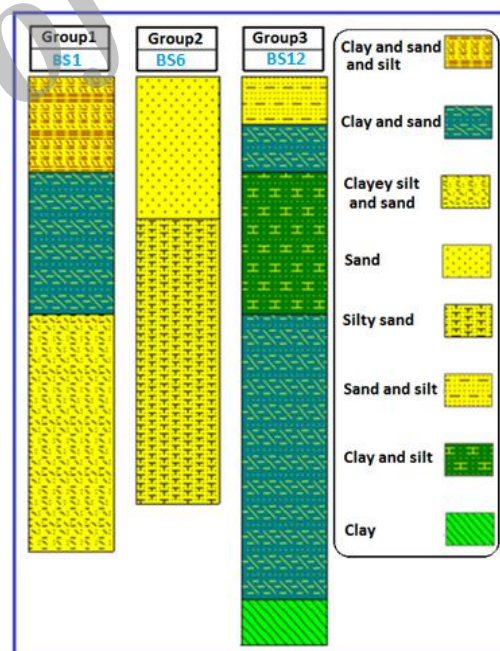 Group1
BS1
Group2
BS6
Group3
BS12
Clay and sand
and silt
Clay and sand
Clayey silt
and sand
Sand
Silty sand
Sand and silt
Clay and silt
Clay